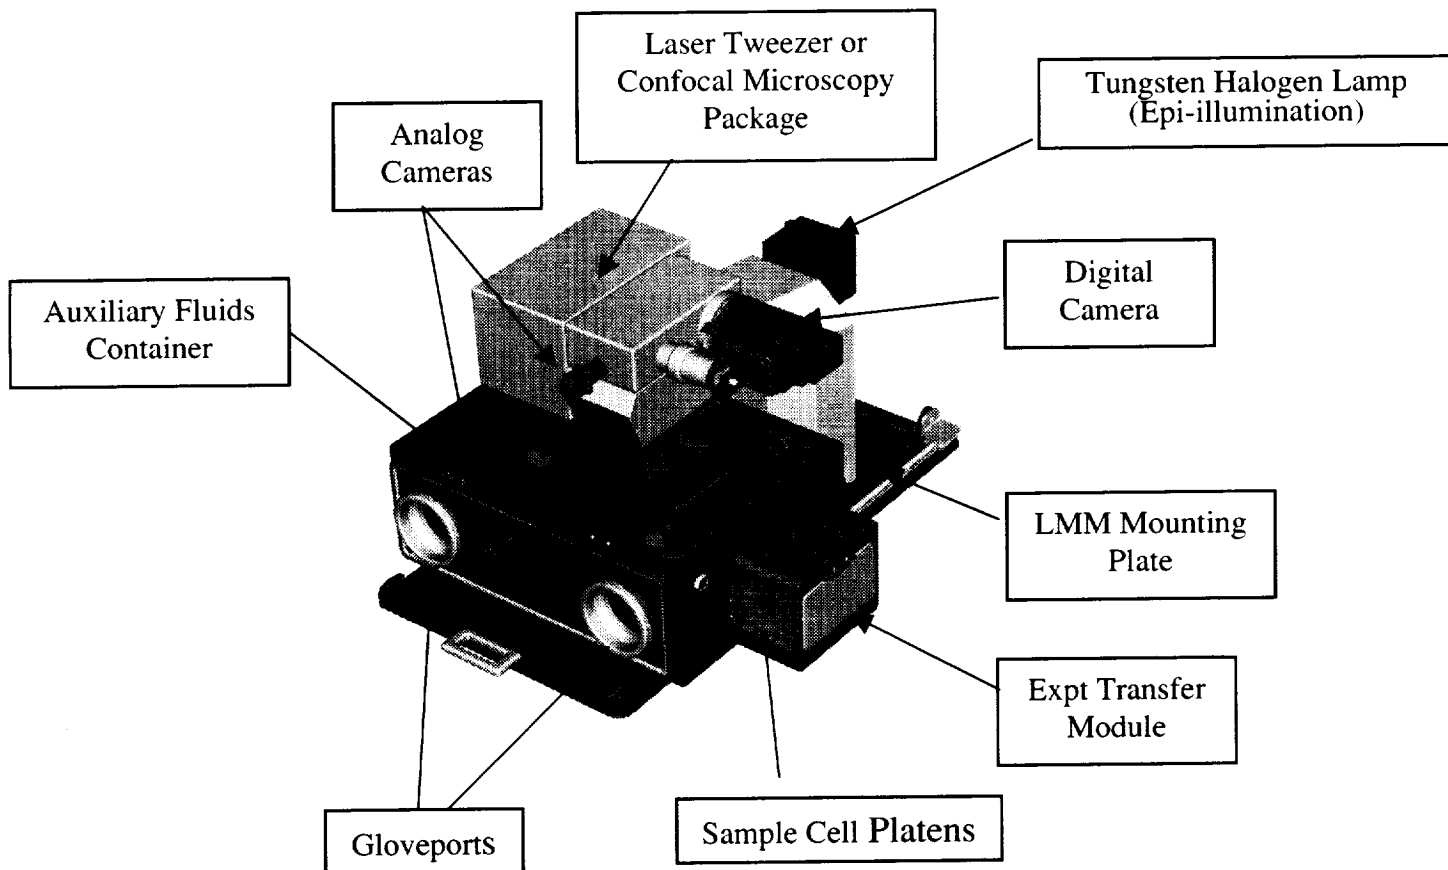 Laser Tweezer or
Confocal Microscopy
Package
Tungsten Halogen Lamp
(Epi-illumination)
Analog
Cameras
Digital
Camera
Auxiliary Fluids
Container
LMM Mounting
Plate
Expt Transfer
Module
Sample Cell Platens
Gloveports